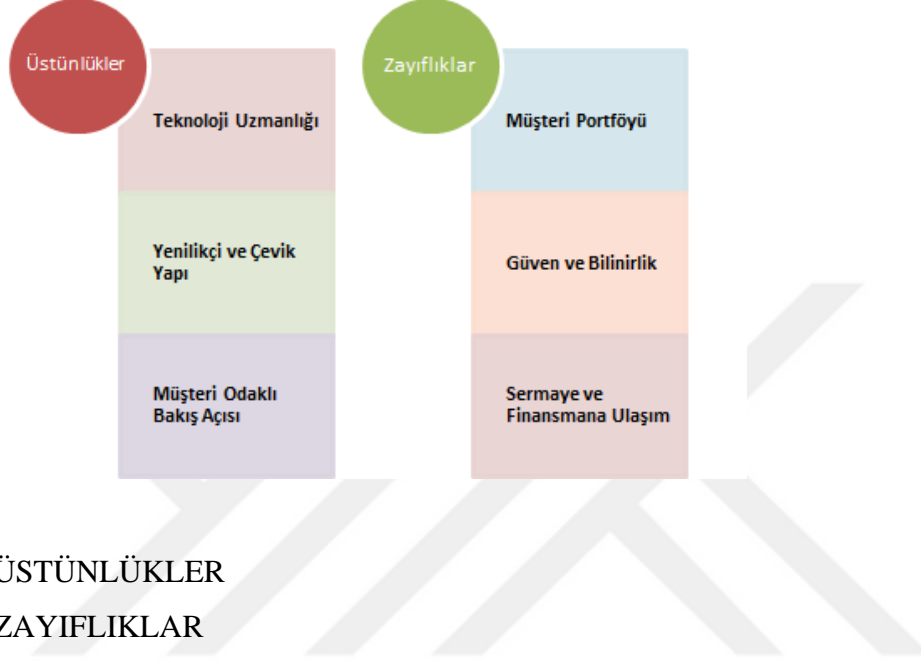 Üstünlükler
Teknoloji Uzmanlığı
Yenilikçi ve Çevik
Yapı
Müşteri Odaklı
Bakış Açısı
Zayıflıklar
Müşteri Portföyü
Güven ve Bilinirlik
Sermaye ve
Finansmana Ulaşım
ÜSTÜNLÜKLER
ZAYIFLIKLAR